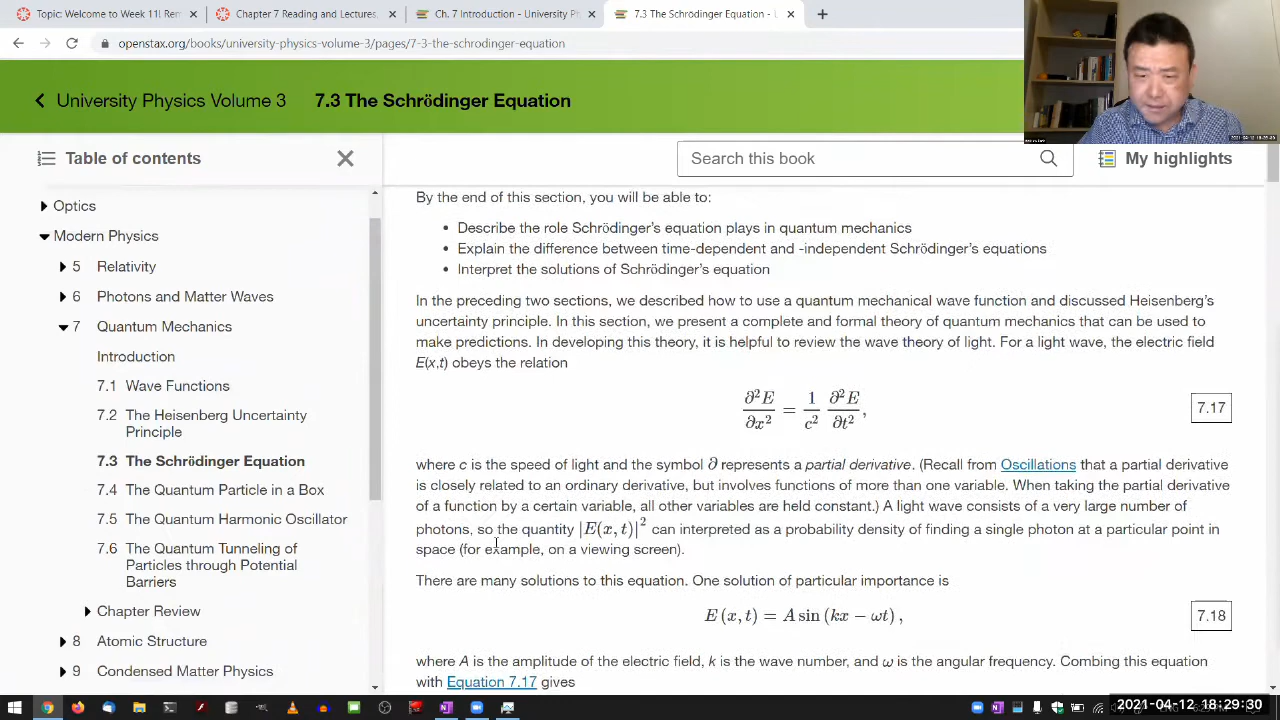 Topic: Welcome to Week 11! Rem
Chapter 7 Reading and Lectures,
Ch. 7 Introduction - University Ph
7.3 The Schrödinger Equation - U
openstax.org/books/university-physics-volume-3/pages/7-3-the-schrodinger-equation
University Physics Volume 3
7.3 The Schrödinger Equation
2021-04-12 18:29:30
Table of contents
Search this book
My highlights
Optics
Modern Physics
5 Relativity
6 Photons and Matter Waves
7 Quantum Mechanics
Introduction
7.1 Wave Functions
7.2 The Heisenberg Uncertainty
Principle
7.3 The Schrödinger Equation
7.4 The Quantum Particle in a Box
7.5 The Quantum Harmonic Oscillator
7.6 The Quantum Tunneling of
Particles through Potential
Barriers
Chapter Review
8 Atomic Structure
9 Condensed Matter Physics
By the end of this section, you will be able to:
• Describe the role Schrödinger's equation plays in quantum mechanics
• Explain the difference between time-dependent and -independent Schrödinger's equations
• Interpret the solutions of Schrödinger's equation
In the preceding two sections, we described how to use a quantum mechanical wave function and discussed Heisenberg's
uncertainty principle. In this section, we present a complete and formal theory of quantum mechanics that can be used to
make predictions. In developing this theory, it is helpful to review the wave theory of light. For a light wave, the electric field
E(x,t) obeys the relation
∂²E/∂x² = 1/c² ∂²E/∂t², 7.17
where c is the speed of light and the symbol ∂ represents a partial derivative. (Recall from Oscillations that a partial derivative
is closely related to an ordinary derivative, but involves functions of more than one variable. When taking the partial derivative
of a function by a certain variable, all other variables are held constant.) A light wave consists of a very large number of
photons, so the quantity |E(x, t)|² can interpreted as a probability density of finding a single photon at a particular point in
space (for example, on a viewing screen).
There are many solutions to this equation. One solution of particular importance is
E (x, t) = A sin (kx − ωt) , 7.18
where A is the amplitude of the electric field, k is the wave number, and ω is the angular frequency. Combing this equation
with Equation 7.17 gives
2021-04-12 18:29:30